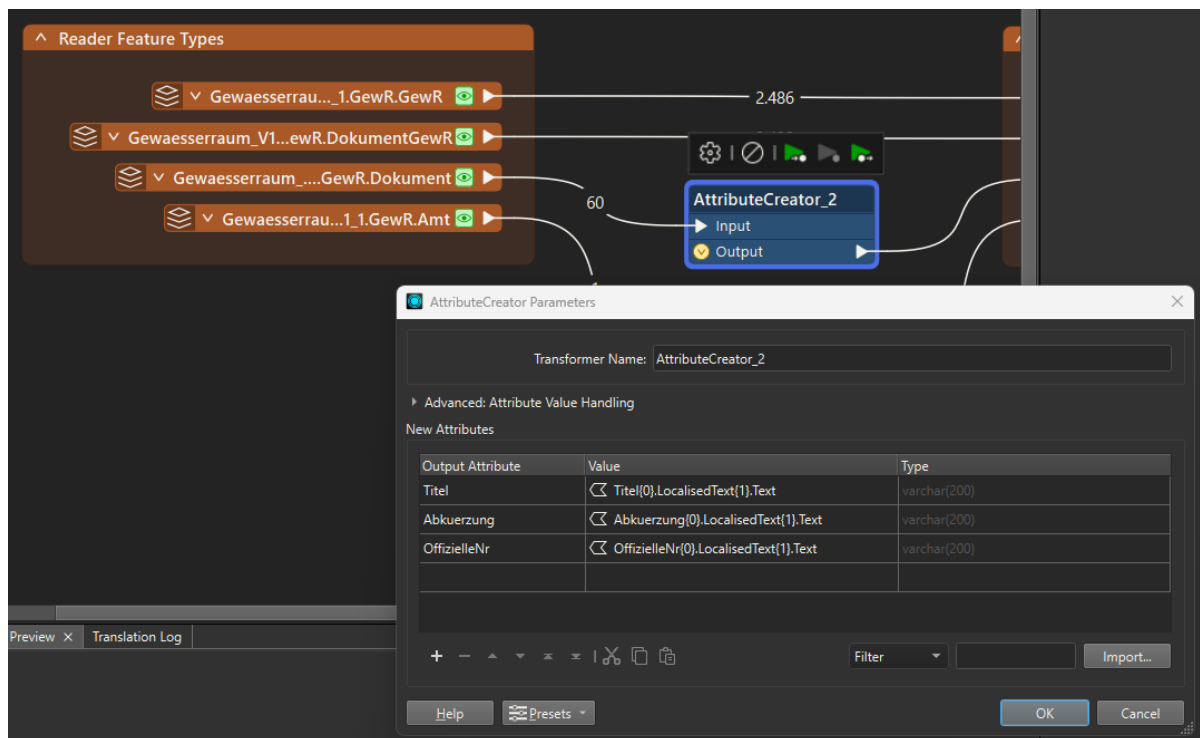 Reader Feature Types
Gewaesserrau..._1.GewR.GewR
2.486
Gewaesserraum_V1...ewR.DokumentGewR
Gewaesserraum_....GewR.Dokument
60
AttributeCreator_2
Input
Gewaesserrau...1_1.GewR.Amt
Output
AttributeCreator Parameters
Transformer Name: AttributeCreator_2
Advanced: Attribute Value Handling
New Attributes
Output Attribute Value Type
Titel Titel{0}.LocalisedText{1}.Text varchar(200)
Abkuerzung Abkuerzung{0}.LocalisedText{1}.Text varchar(200)
OffizielleNr OffizielleNr{0}.LocalisedText{1}.Text varchar(200)
Preview Translation Log
Filter Import...
Help Presets OK Cancel